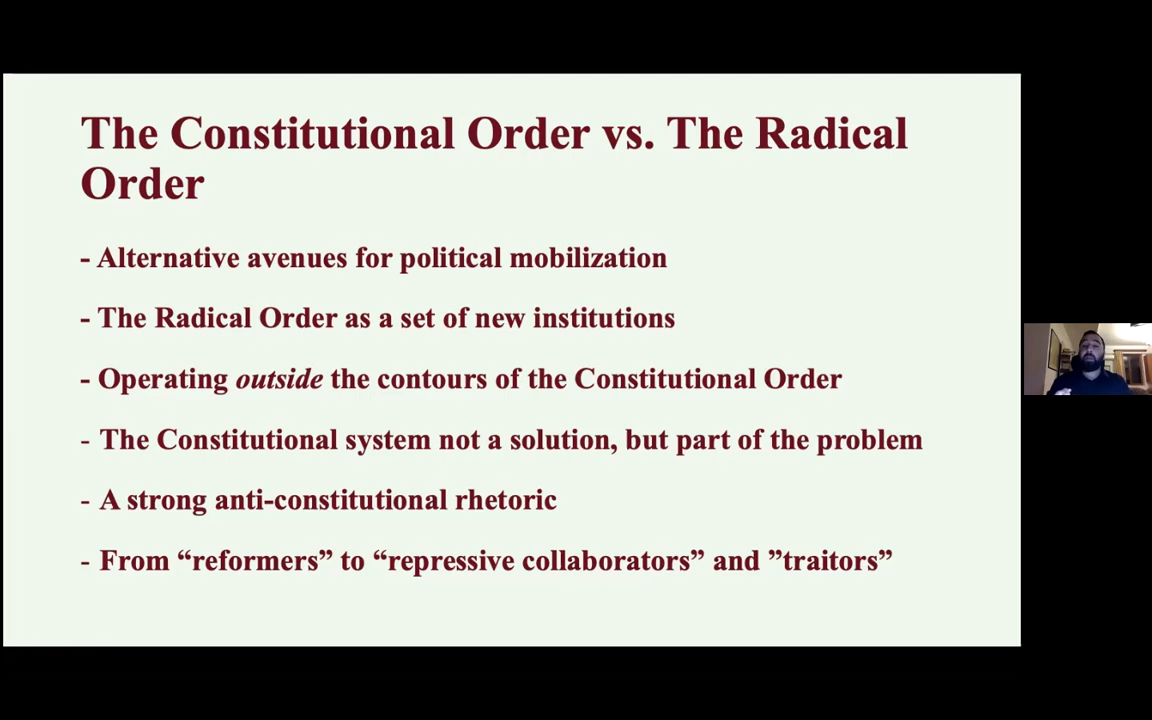 The Constitutional Order vs. The Radical
Order
- Alternative avenues for political mobilization
- The Radical Order as a set of new institutions
- Operating outside the contours of the Constitutional Order
- The Constitutional system not a solution, but part of the problem
- A strong anti-constitutional rhetoric
- From “reformers” to “repressive collaborators” and ”traitors”